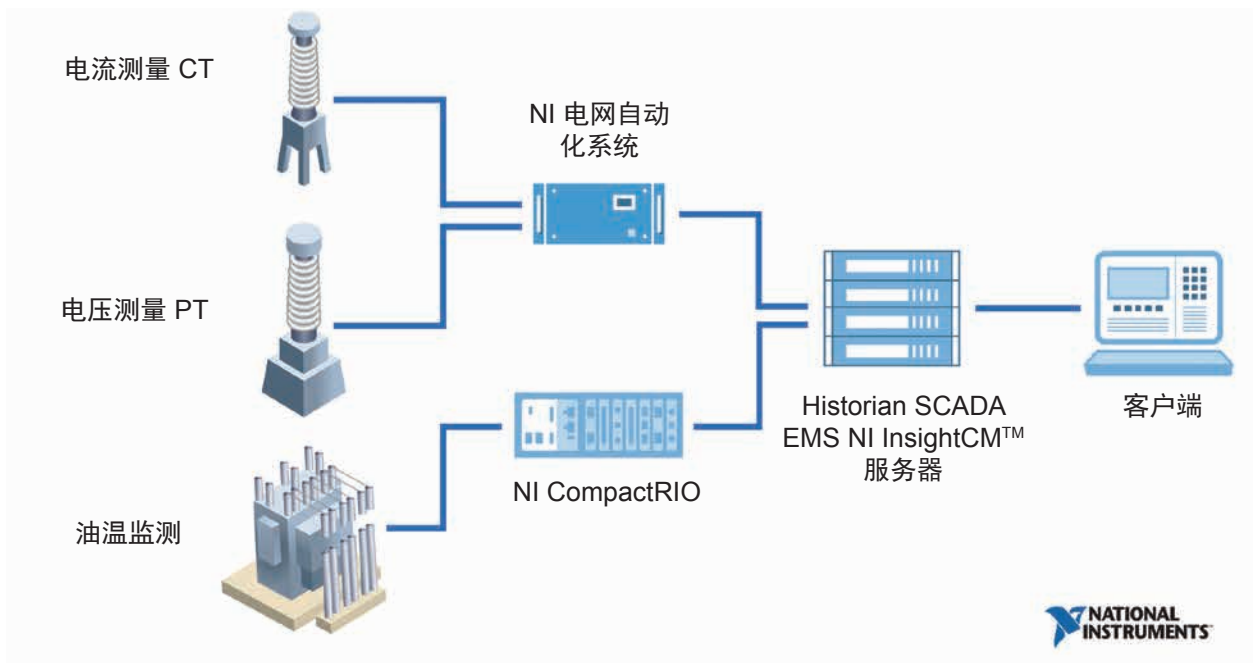 电流测量 CT
NI 电网自动
化系统
电压测量 PT
Historian SCADA
EMS NI InsightCM™
服务器
客户端
NI CompactRIO
油温监测
NATIONAL
INSTRUMENTS